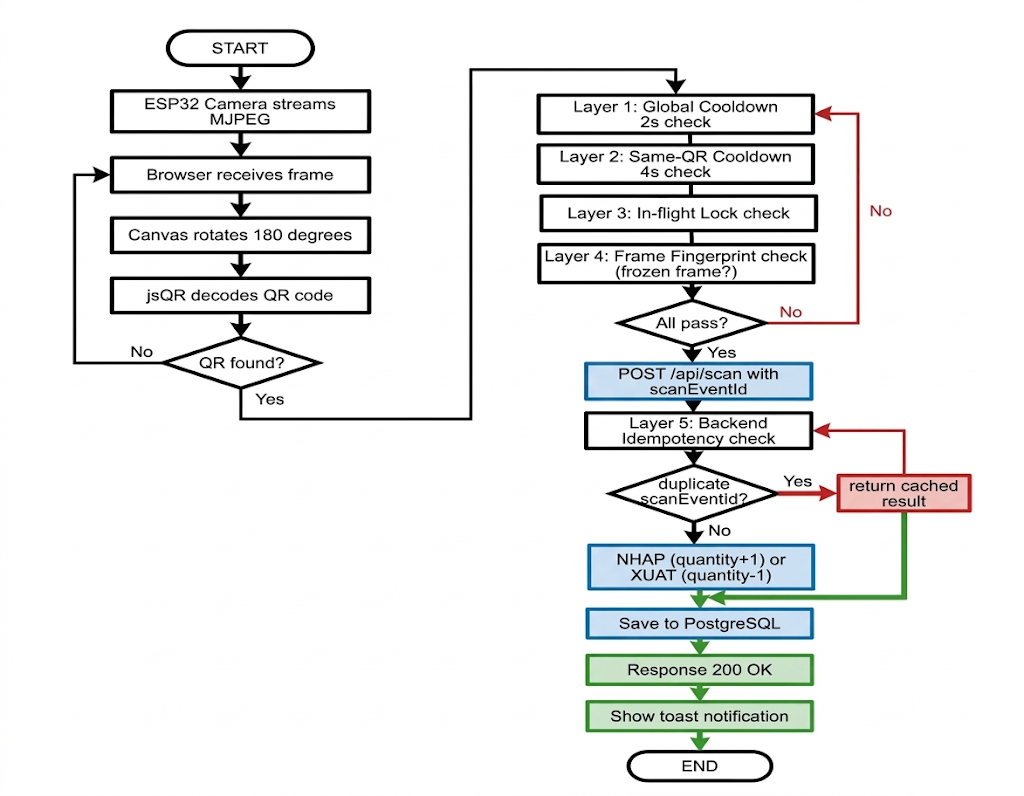 START
ESP32 Camera streams
MJPEG
Browser receives frame
Canvas rotates 180 degrees
jsQR decodes QR code
QR found?
No
Yes
Layer 1: Global Cooldown
2s check
Layer 2: Same-QR Cooldown
4s check
Layer 3: In-flight Lock check
Layer 4: Frame Fingerprint check
(frozen frame?)
All pass?
No
No
Yes
POST /api/scan with
scanEventId
Layer 5: Backend
Idempotency check
duplicate
scanEventId?
Yes
return cached
result
No
NHAP (quantity+1) or
XUAT (quantity-1)
Save to PostgreSQL
Response 200 OK
Show toast notification
END